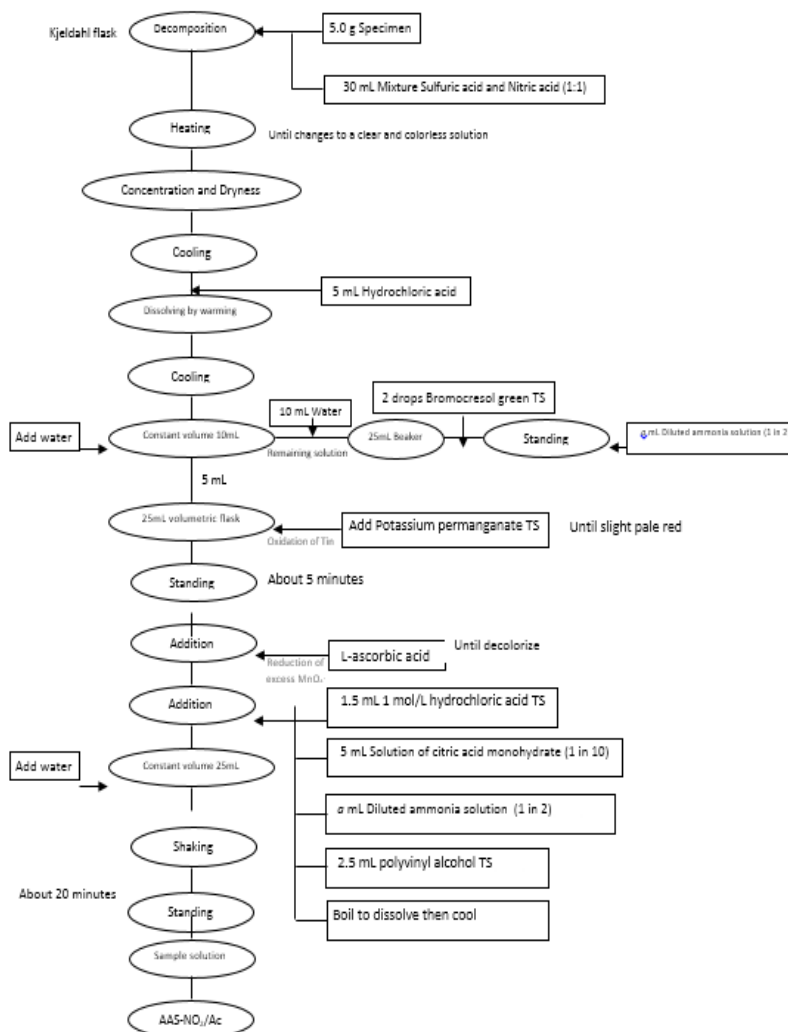 Kjeldahl flask
Decomposition
5.0 g Specimen
30 mL Mixture Sulfuric acid and Nitric acid (1:1)
Heating
Until changes to a clear and colorless solution
Concentration and Dryness
Cooling
5 mL Hydrochloric acid
Dissolving by warming
Cooling
2 drops Bromocresol green TS
10 mL Water
Add water
Constant volume 10mL
Remaining solution
25mL Beaker
Standing
mL Diluted ammonia solution (1 in 2
5 mL
25mL volumetric flask
Oxidation of Tin
Add Potassium permanganate TS
Until slight pale red
Standing
About 5 minutes
Addition
Reduction of
excess MnO₄⁻
L-ascorbic acid
Until decolorize
Addition
1.5 mL 1 mol/L hydrochloric acid TS
Add water
Constant volume 25mL
5 mL Solution of citric acid monohydrate (1 in 10)
a mL Diluted ammonia solution (1 in 2)
Shaking
2.5 mL polyvinyl alcohol TS
About 20 minutes
Standing
Boil to dissolve then cool
Sample solution
AAS-NO₂/Ac